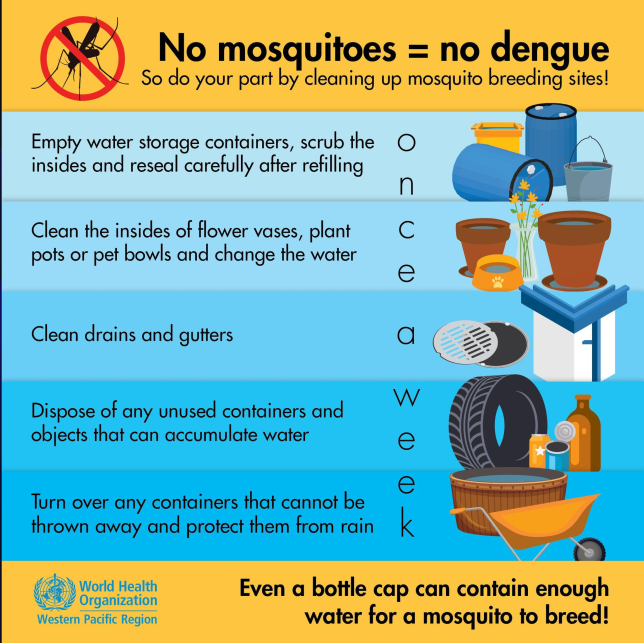 No mosquitoes = no dengue
So do your part by cleaning up mosquito breeding sites!
Empty water storage containers, scrub the
insides and reseal carefully after refilling
Clean the insides of flower vases, plant
pots or pet bowls and change the water
Clean drains and gutters
Dispose of any unused containers and
objects that can accumulate water
Turn over any containers that cannot be
thrown away and protect them from rain
once a week
World Health
Organization
Western Pacific Region
Even a bottle cap can contain enough
water for a mosquito to breed!